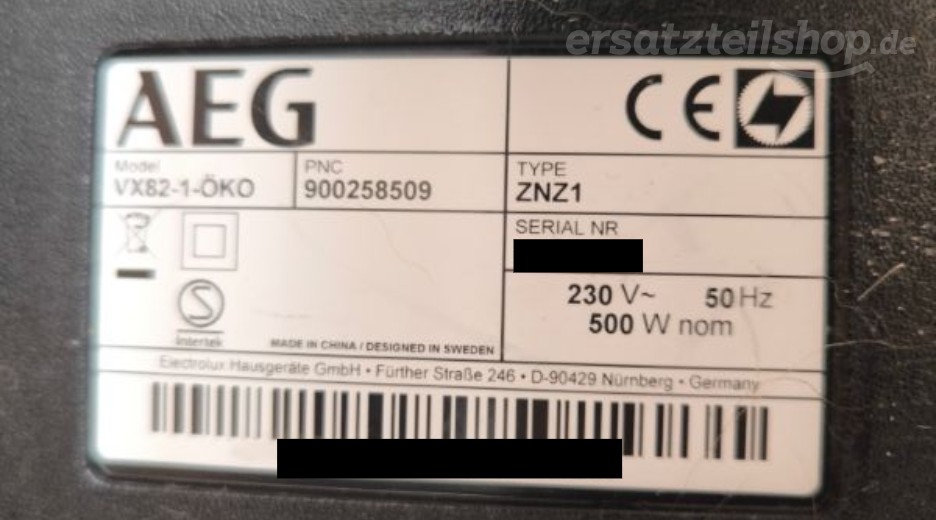 ersatzteilshop.de
AEG
CE
Model
VX82-1-ÖKO
PNC
900258509
TYPE
ZNZ1
SERIAL NR
230 V~ 50 Hz
500 W nom
S
Intertek
MADE IN CHINA / DESIGNED IN SWEDEN
Electrolux Hausgeräte GmbH • Fürther Straße 246 • D-90429 Nürnberg • Germany